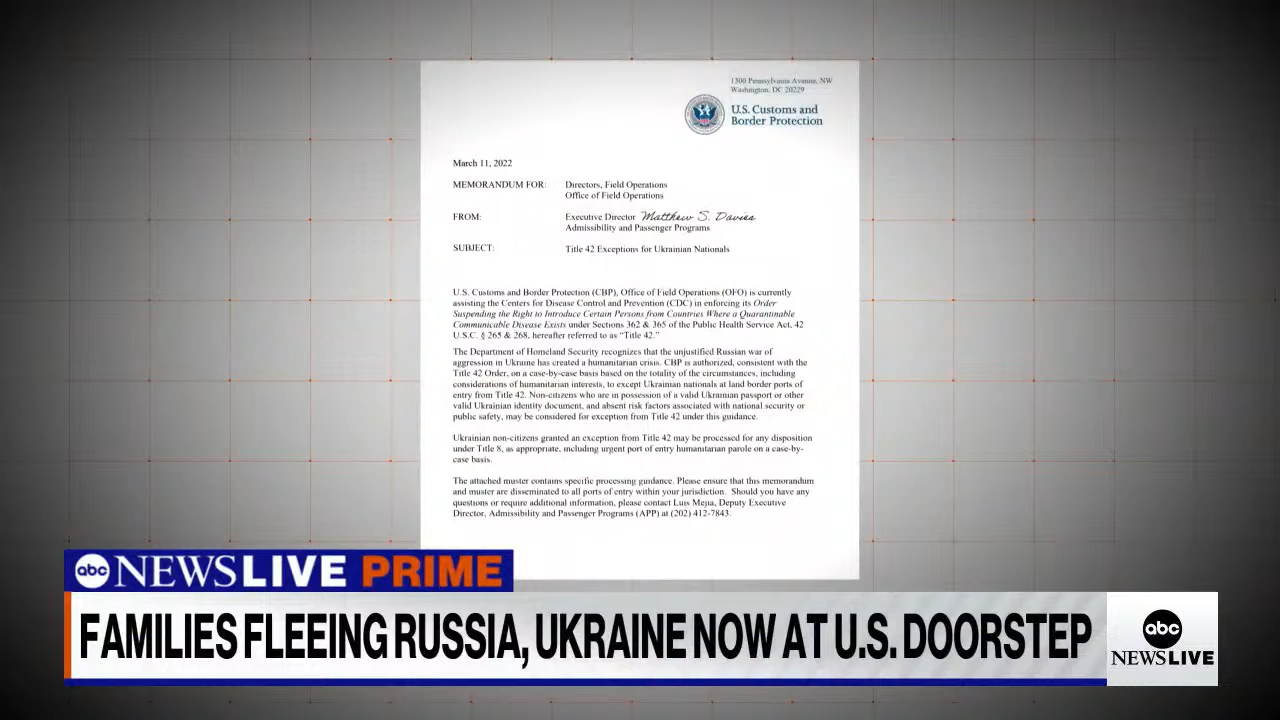 1300 Pennsylvania Avenue, NW
Washington, DC 20229
U.S. Customs and
Border Protection
March 11, 2022
MEMORANDUM FOR: Directors, Field Operations
Office of Field Operations
FROM: Executive Director Matthew S. Davies
Admissibility and Passenger Programs
SUBJECT: Title 42 Exceptions for Ukrainian Nationals
U.S. Customs and Border Protection (CBP), Office of Field Operations (OFO) is currently
assisting the Centers for Disease Control and Prevention (CDC) in enforcing its Order
Suspending the Right to Introduce Certain Persons from Countries Where a Quarantinable
Communicable Disease Exists under Sections 362 & 365 of the Public Health Service Act, 42
U.S.C. § 265 & 268, hereafter referred to as “Title 42.”
The Department of Homeland Security recognizes that the unjustified Russian war of
aggression in Ukraine has created a humanitarian crisis. CBP is authorized, consistent with the
Title 42 Order, on a case-by-case basis based on the totality of the circumstances, including
considerations of humanitarian interests, to except Ukrainian nationals at land border ports of
entry from Title 42. Non-citizens who are in possession of a valid Ukrainian passport or other
valid Ukrainian identity document, and absent risk factors associated with national security or
public safety, may be considered for exception from Title 42 under this guidance.
Ukrainian non-citizens granted an exception from Title 42 may be processed for any disposition
under Title 8, as appropriate, including urgent port of entry humanitarian parole on a case-by-
case basis.
The attached muster contains specific processing guidance. Please ensure that this memorandum
and muster are disseminated to all ports of entry within your jurisdiction. Should you have any
questions or require additional information, please contact Luis Mejia, Deputy Executive
Director, Admissibility and Passenger Programs (APP) at (202) 412-7843.
abc NEWS LIVE PRIME
FAMILIES FLEEING RUSSIA, UKRAINE NOW AT U.S. DOORSTEP
abc
NEWS LIVE